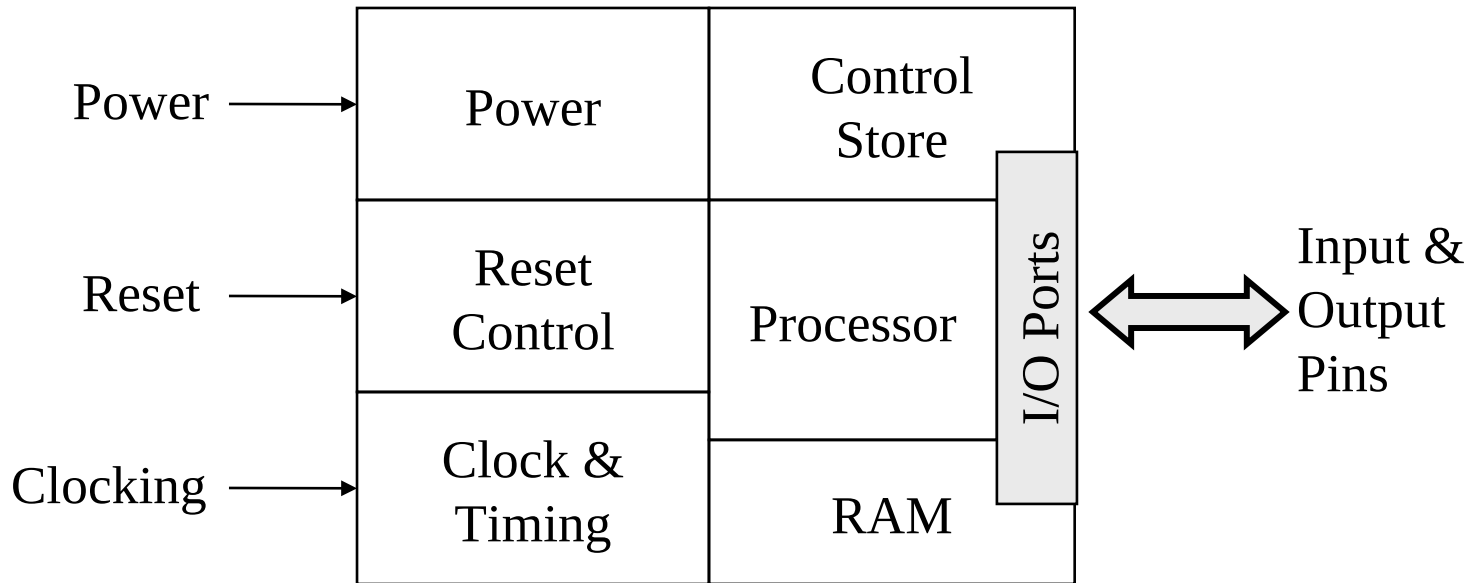 Power
Power
Control
Store
Reset
Reset
Control
Processor
I/O Ports
Input &
Output
Pins
Clocking
Clock &
Timing
RAM